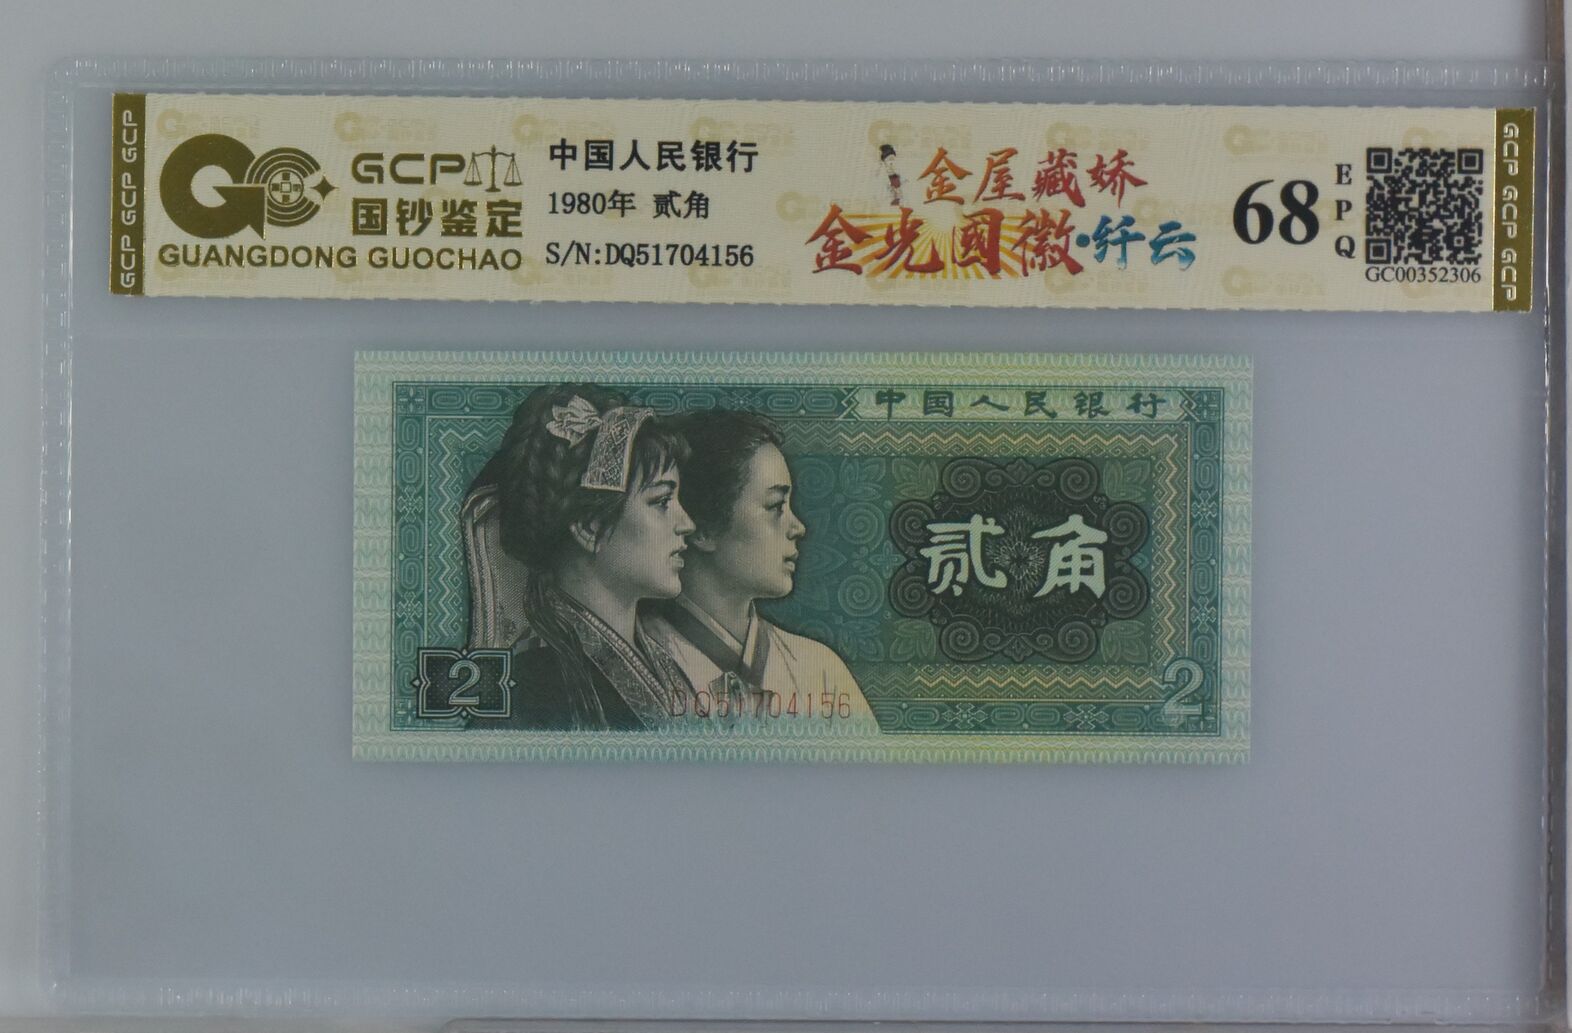 GCP GCP GCP
GCP
国钞鉴定
GUANGDONG GUOCHAO
中国人民银行
1980年 贰角
S/N:DQ51704156
金屋藏娇
金光國徽·纤云
68
EPQ
GC00352306
GCP GCP GCP
中国人民银行
贰角
2
2
DQ51704156